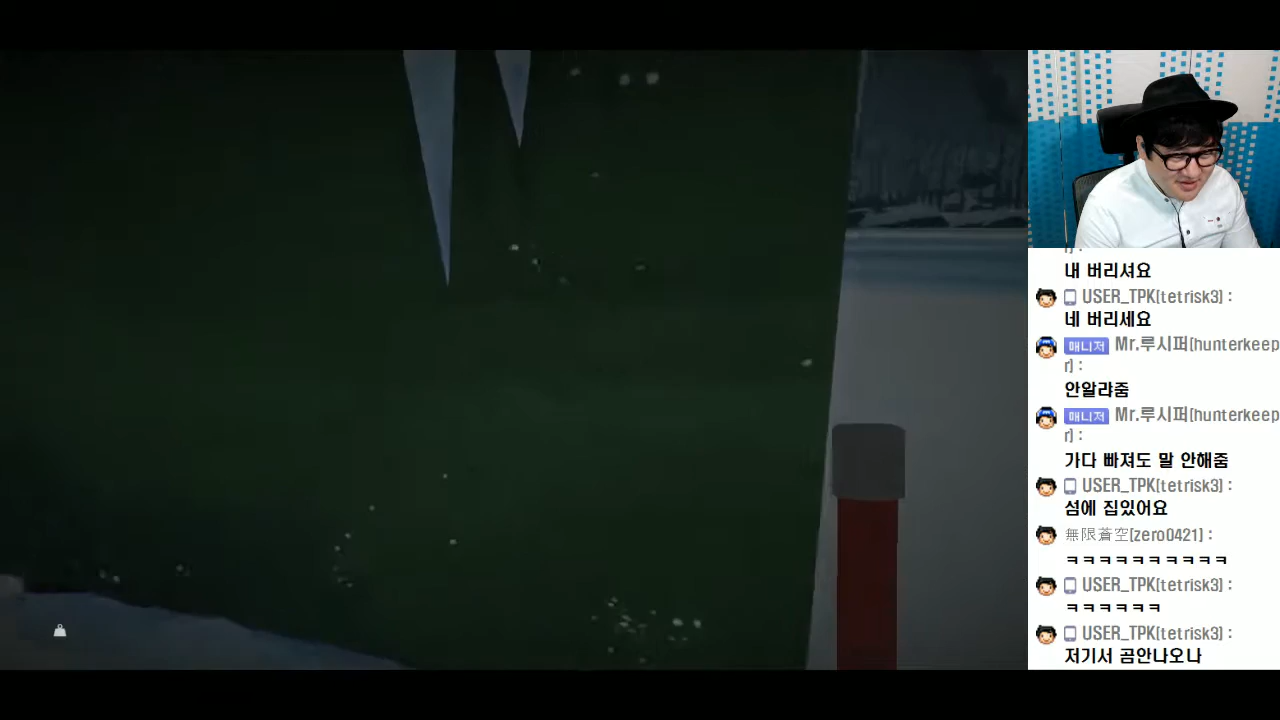 내 버리셔요
USER_TPK[tetrisk3] :
네 버리세요
매니저 Mr.루시퍼[hunterkeepe
r] :
안알랴줌
매니저 Mr.루시퍼[hunterkeepe
r] :
가다 빠져도 말 안해줌
USER_TPK[tetrisk3] :
섬에 집있어요
無限蒼空[zero0421] :
ㅋㅋㅋㅋㅋㅋㅋㅋㅋㅋ
USER_TPK[tetrisk3] :
ㅋㅋㅋㅋㅋㅋ
USER_TPK[tetrisk3] :
저기서 곰안나오나